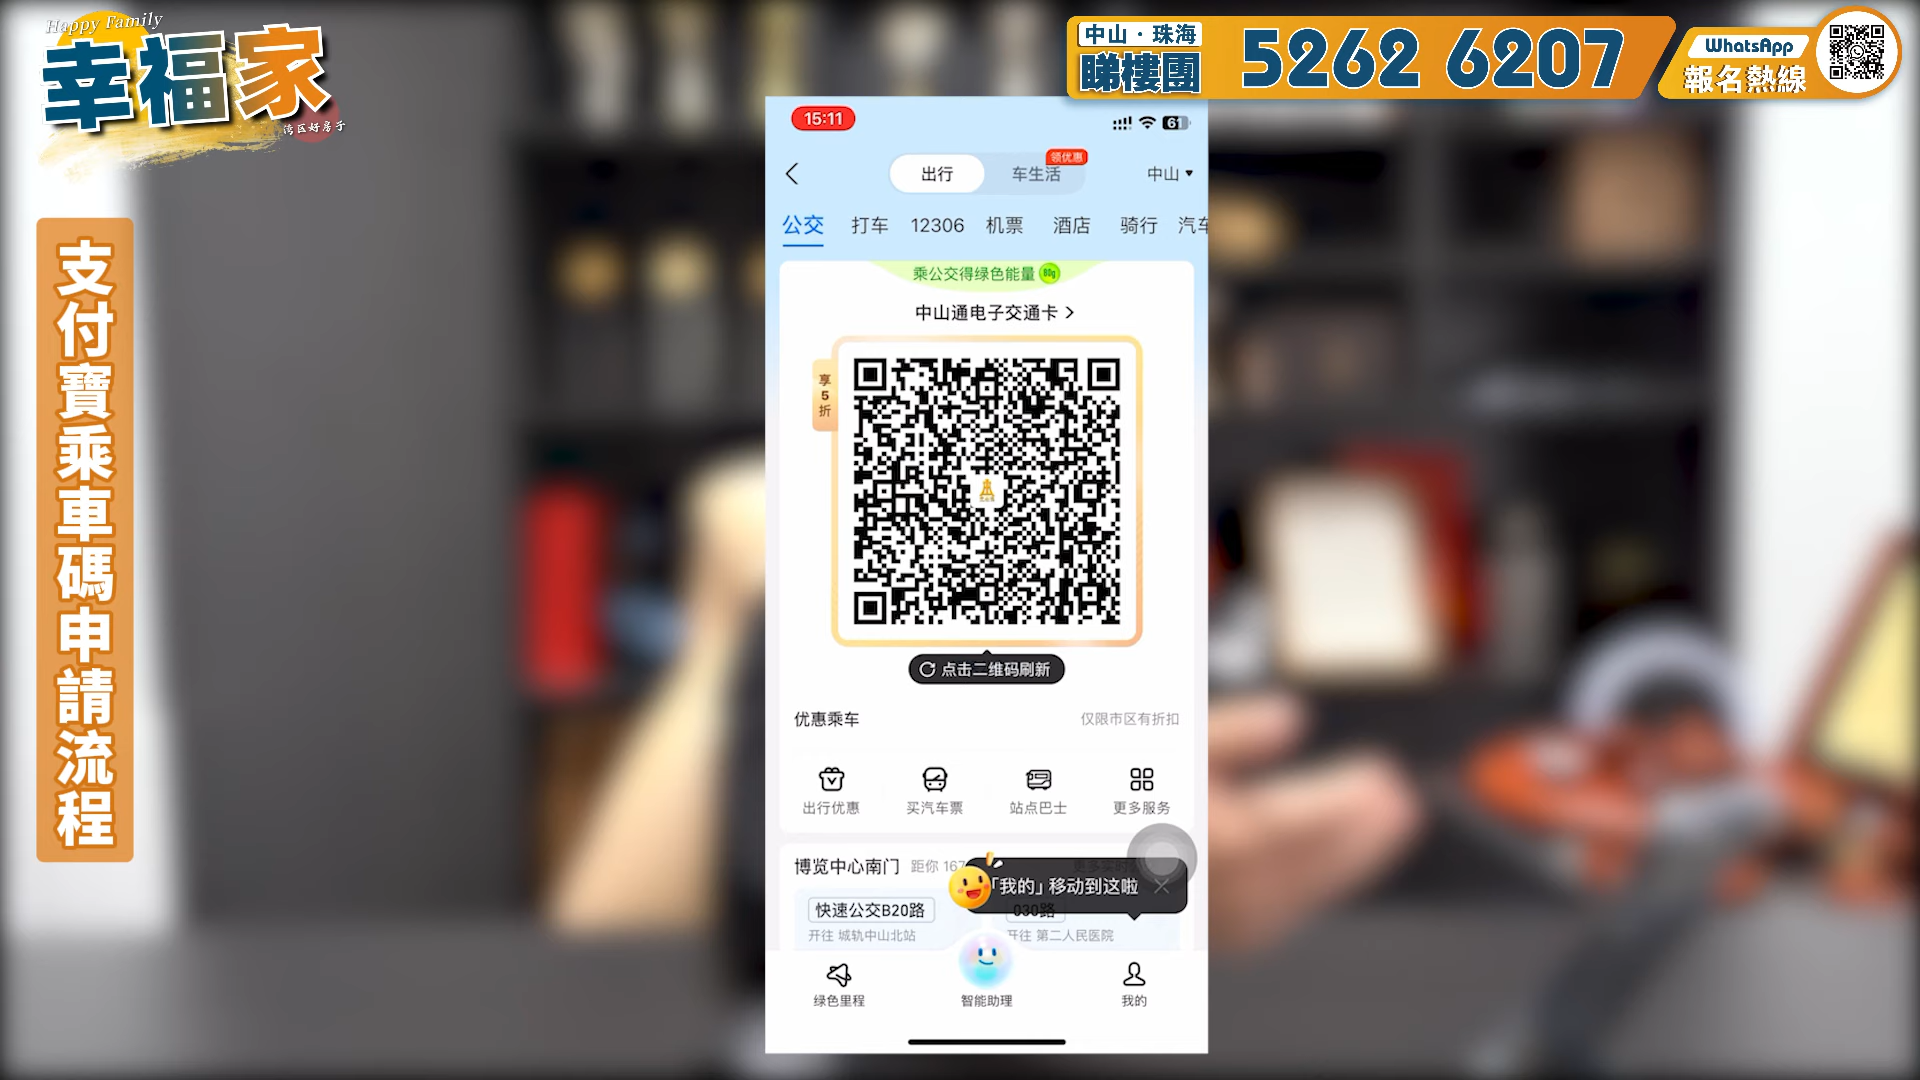 Happy Family
幸福家
湾区好房子
中山·珠海
睇樓團
5262 6207
WhatsApp
報名熱線
支付寶乘車碼申請流程
15:11
61
出行
车生活
领优惠
中山
公交
打车
12306
机票
酒店
骑行
汽车
乘公交得绿色能量
80g
中山通电子交通卡
享5折
点击二维码刷新
优惠乘车
仅限市区有折扣
出行优惠
买汽车票
站点巴士
更多服务
博览中心南门
距你 167
「我的」移动到这啦
快速公交B20路
030路
开往 城轨中山北站
开往 第二人民医院
绿色里程
智能助理
我的